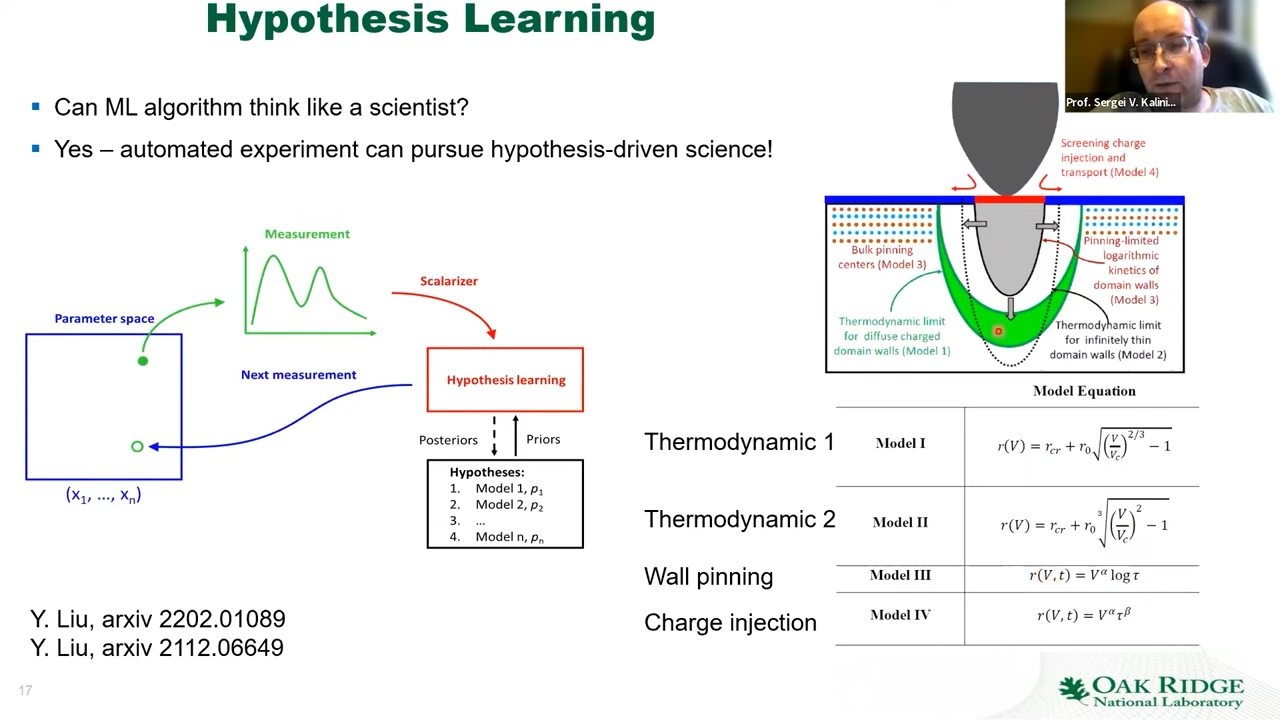 Hypothesis Learning
Can ML algorithm think like a scientist?
Yes – automated experiment can pursue hypothesis-driven science!
Prof. Sergei V. Kalini...
Measurement
Scalarizer
Parameter space
Next measurement
Hypothesis learning
Posteriors
Priors
Hypotheses:
1. Model 1, p₁
2. Model 2, p₂
3. ...
4. Model n, pₙ
(x₁, ..., xₙ)
Screening charge
injection and
transport (Model 4)
Bulk pinning
centers (Model 3)
Pinning-limited
logarithmic
kinetics of
domain walls
(Model 3)
Thermodynamic limit
for diffuse charged
domain walls (Model 1)
Thermodynamic limit
for infinitely thin
domain walls (Model 2)
Model Equation
Thermodynamic 1 Model I r(V) = r_cr + r₀√((V/V_c)^{2/3} − 1)
Thermodynamic 2 Model II r(V) = r_cr + r₀∛((V/V_c)² − 1)
Wall pinning Model III r(V, t) = V^α log τ
Charge injection Model IV r(V, t) = V^α τ^β
Y. Liu, arxiv 2202.01089
Y. Liu, arxiv 2112.06649
17
OAK RIDGE
National Laboratory